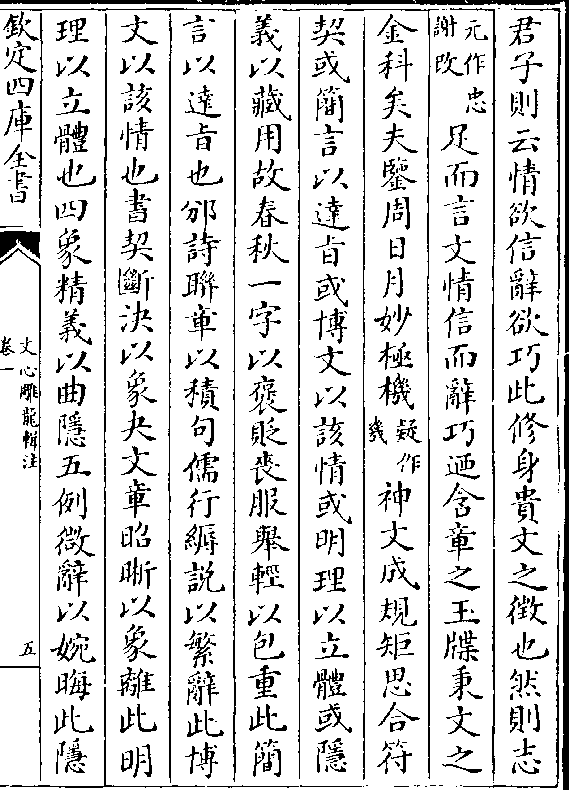 君子則云情欲信辭欲巧此修身貴文之徵也然則志
元作忠謝改足而言文情信而辭巧迺含章之玉牒秉文之
金科矣夫鑒周日月妙極機疑作幾神文成規矩思合符
契或簡言以達旨或博文以該情或明理以立體或隱
義以藏用故春秋一字以褒貶喪服舉輕以包重此簡
言以達旨也邠詩聯章以積句儒行縟說以繁辭此博
文以該情也書契斷決以象夬文章昭晰以象離此明
理以立體也四象精義以曲隱五例微辭以婉晦此隱
欽定四庫全書
文心雕龍輯注
卷一
五